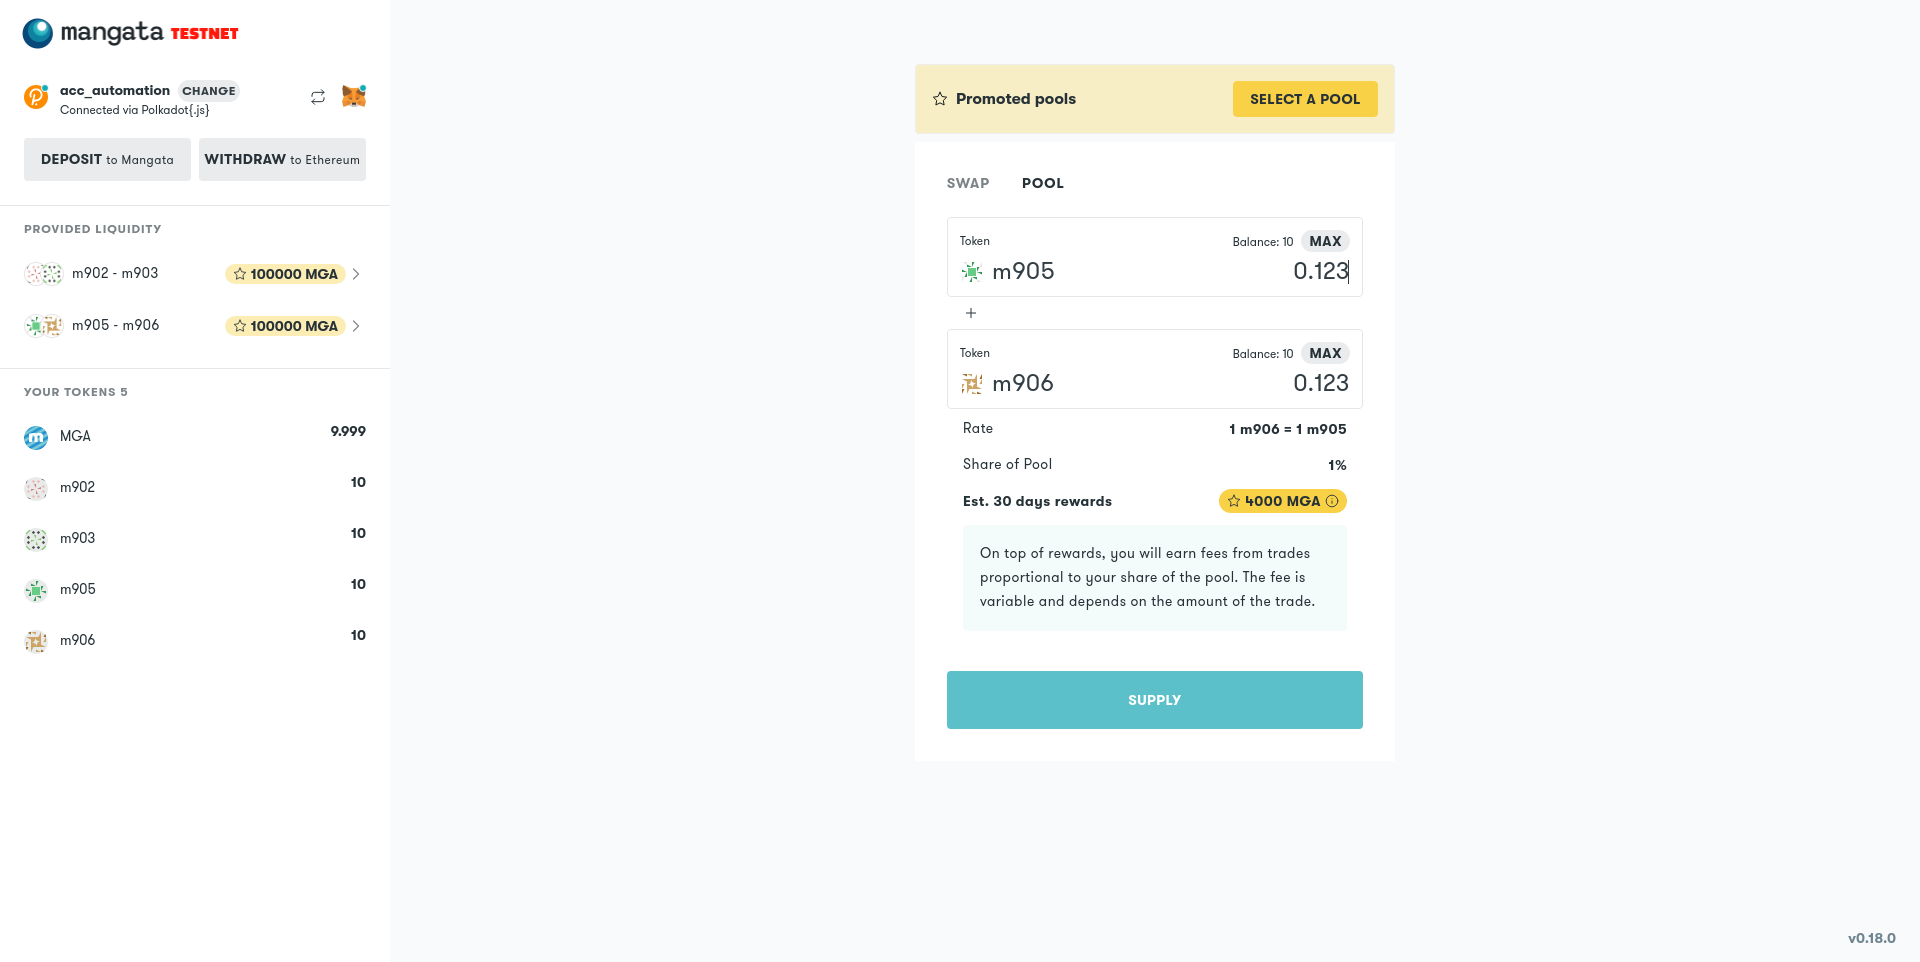 mangata TESTNET
acc_automation CHANGE
Connected via Polkadot{.js}
DEPOSIT to Mangata
WITHDRAW to Ethereum
PROVIDED LIQUIDITY
m902 - m903 100000 MGA
m905 - m906 100000 MGA
YOUR TOKENS 5
m MGA 9.999
m902 10
m903 10
m905 10
m906 10
Promoted pools SELECT A POOL
SWAP POOL
Token Balance: 10 MAX
m905 0.123
+
Token Balance: 10 MAX
m906 0.123
Rate 1 m906 = 1 m905
Share of Pool 1%
Est. 30 days rewards 4000 MGA
On top of rewards, you will earn fees from trades
proportional to your share of the pool. The fee is
variable and depends on the amount of the trade.
SUPPLY
v0.18.0